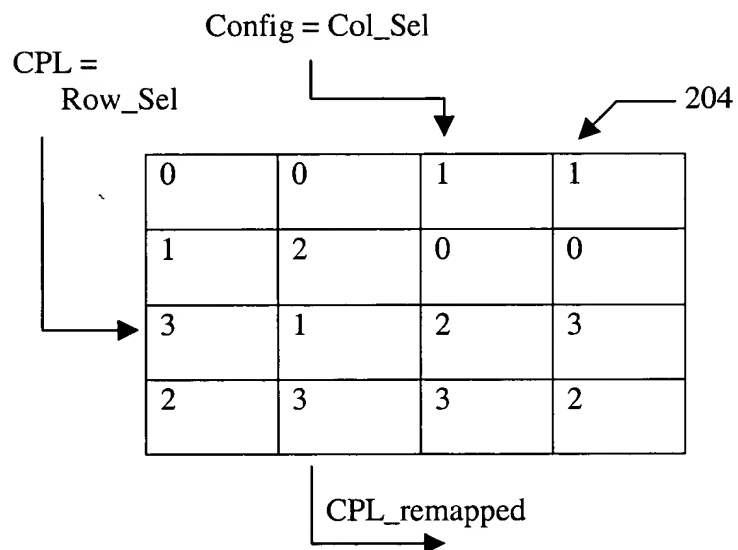 Config = Col_Sel
CPL =
Row_Sel
204
0 0 1 1
1 2 0 0
3 1 2 3
2 3 3 2
CPL_remapped